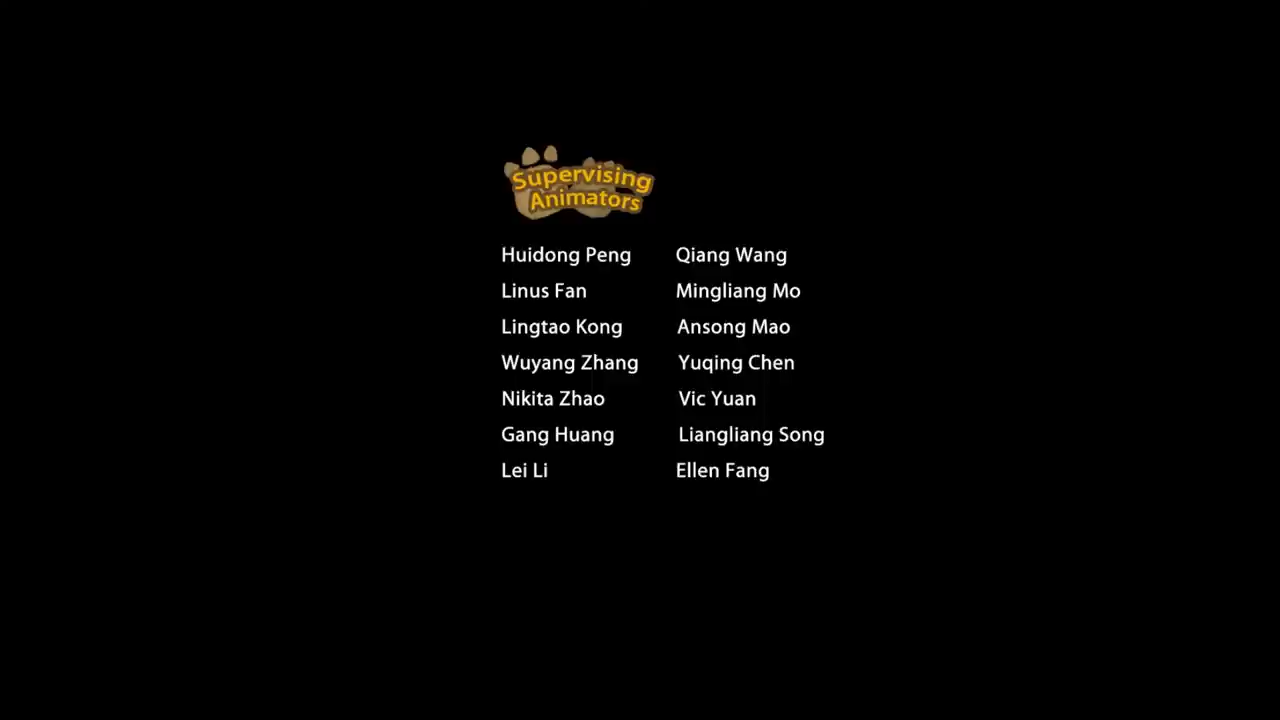 Supervising
Animators
Huidong Peng Qiang Wang
Linus Fan Mingliang Mo
Lingtao Kong Ansong Mao
Wuyang Zhang Yuqing Chen
Nikita Zhao Vic Yuan
Gang Huang Liangliang Song
Lei Li Ellen Fang